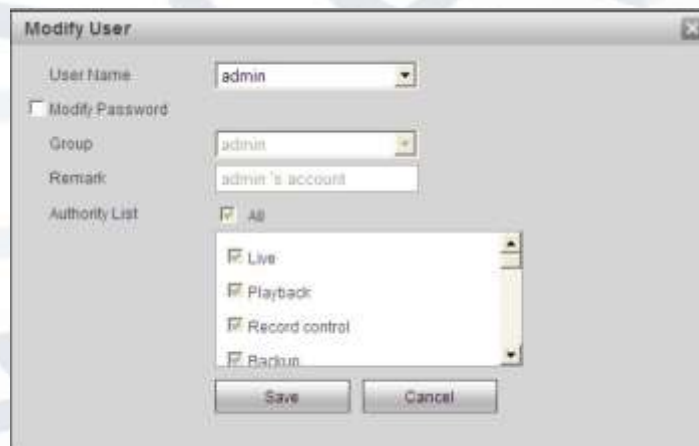 Modify User
User Name admin
Modify Password
Group admin
Remark admin 's account
Authority List All
Live
Playback
Record control
Backup
Save Cancel